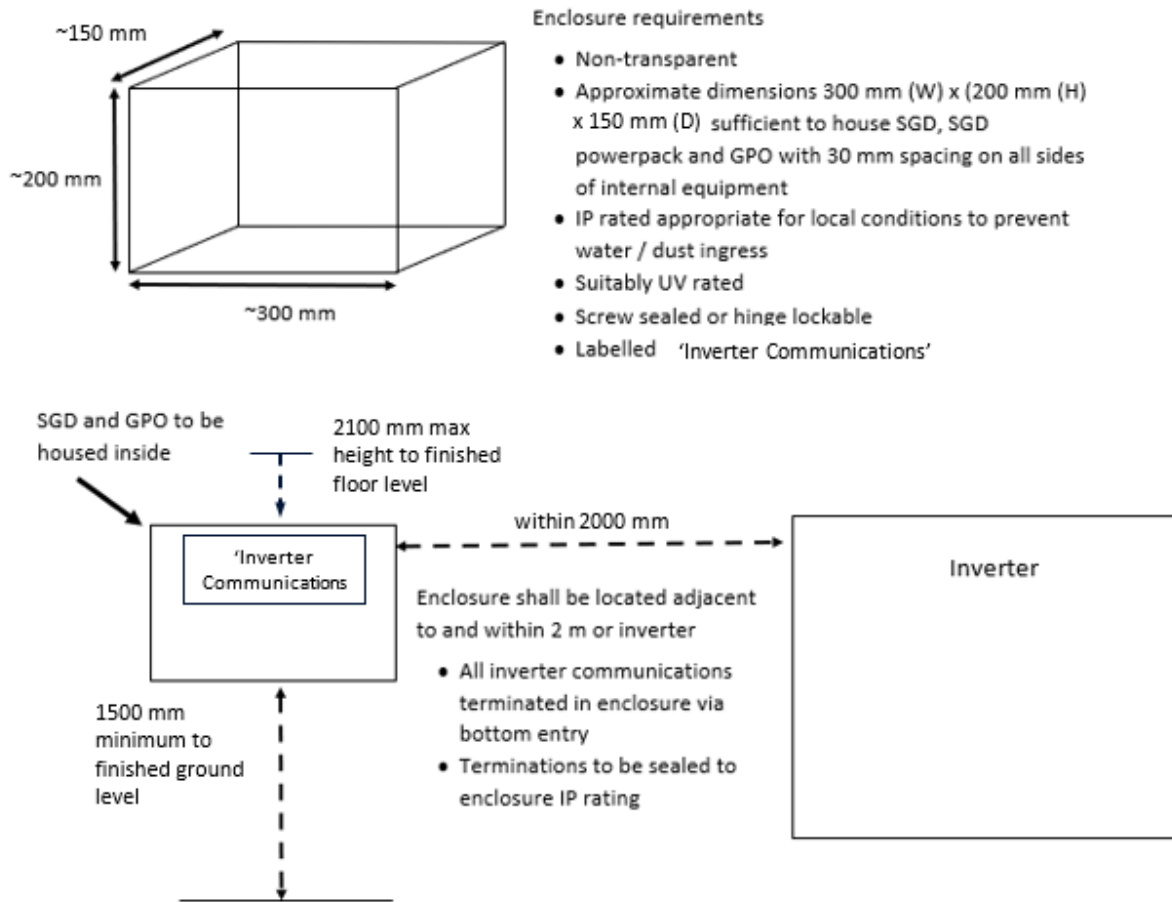 ~150 mm
~200 mm
~300 mm
Enclosure requirements
• Non-transparent
• Approximate dimensions 300 mm (W) x (200 mm (H)
x 150 mm (D) sufficient to house SGD, SGD
powerpack and GPO with 30 mm spacing on all sides
of internal equipment
• IP rated appropriate for local conditions to prevent
water / dust ingress
• Suitably UV rated
• Screw sealed or hinge lockable
• Labelled ‘Inverter Communications’
SGD and GPO to be
housed inside
2100 mm max
height to finished
floor level
within 2000 mm
‘Inverter
Communications
Inverter
Enclosure shall be located adjacent
to and within 2 m or inverter
• All inverter communications
terminated in enclosure via
bottom entry
• Terminations to be sealed to
enclosure IP rating
1500 mm
minimum to
finished ground
level